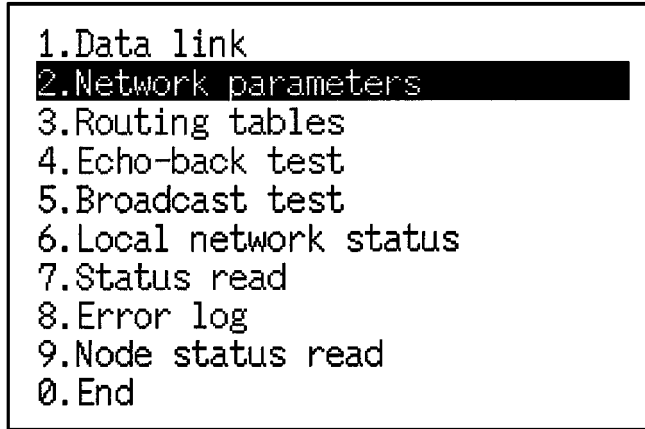 1.Data link
2.Network parameters
3.Routing tables
4.Echo-back test
5.Broadcast test
6.Local network status
7.Status read
8.Error log
9.Node status read
0.End